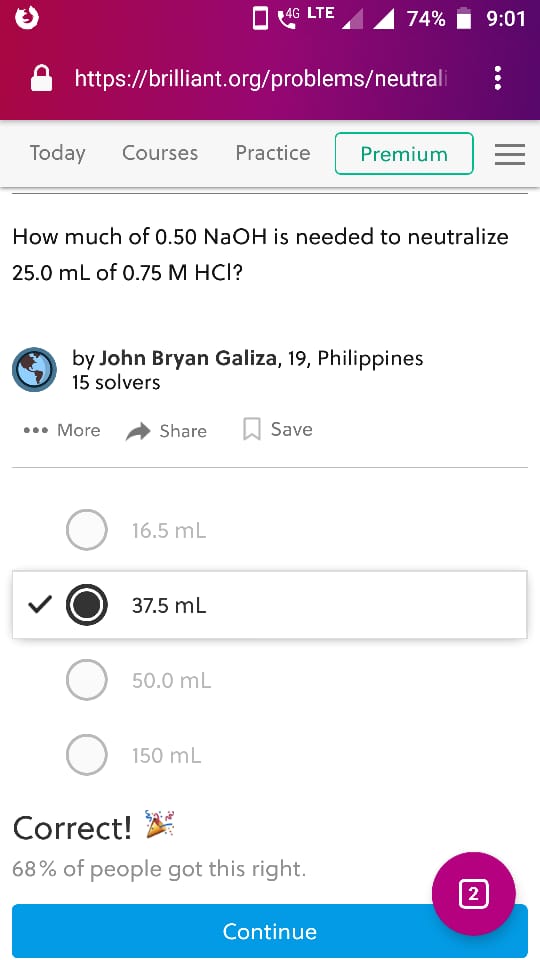 4G LTE 74% 9:01
https://brilliant.org/problems/neutrali
Today Courses Practice Premium
How much of 0.50 NaOH is needed to neutralize
25.0 mL of 0.75 M HCl?
by John Bryan Galiza, 19, Philippines
15 solvers
More Share Save
16.5 mL
37.5 mL
50.0 mL
150 mL
Correct! 🎉
68% of people got this right.
2
Continue